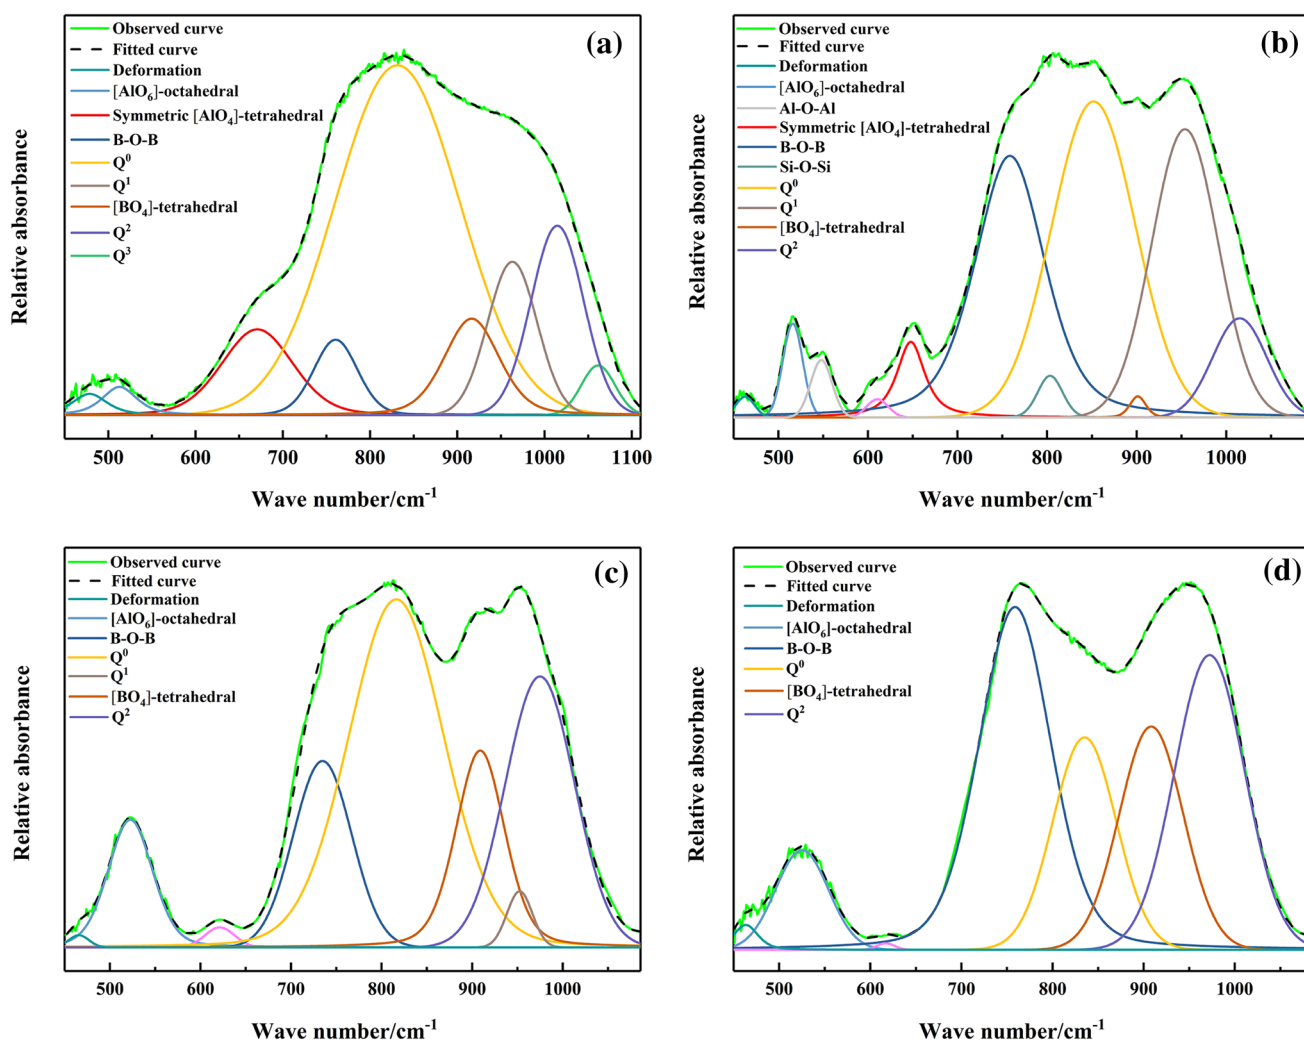 (a)
Observed curve
Fitted curve
Deformation
[AlO₆]-octahedral
Symmetric [AlO₄]-tetrahedral
B-O-B
Q⁰
Q¹
[BO₄]-tetrahedral
Q²
Q³
Relative absorbance
500 600 700 800 900 1000 1100
Wave number/cm⁻¹
(b)
Observed curve
Fitted curve
Deformation
[AlO₆]-octahedral
Al-O-Al
Symmetric [AlO₄]-tetrahedral
B-O-B
Si-O-Si
Q⁰
Q¹
[BO₄]-tetrahedral
Q²
Relative absorbance
500 600 700 800 900 1000
Wave number/cm⁻¹
(c)
Observed curve
Fitted curve
Deformation
[AlO₆]-octahedral
B-O-B
Q⁰
Q¹
[BO₄]-tetrahedral
Q²
Relative absorbance
500 600 700 800 900 1000
Wave number/cm⁻¹
(d)
Observed curve
Fitted curve
Deformation
[AlO₆]-octahedral
B-O-B
Q⁰
[BO₄]-tetrahedral
Q²
Relative absorbance
500 600 700 800 900 1000
Wave number/cm⁻¹